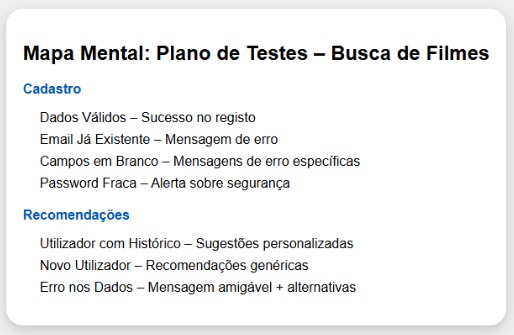 Mapa Mental: Plano de Testes – Busca de Filmes
Cadastro
Dados Válidos – Sucesso no registo
Email Já Existente – Mensagem de erro
Campos em Branco – Mensagens de erro específicas
Password Fraca – Alerta sobre segurança
Recomendações
Utilizador com Histórico – Sugestões personalizadas
Novo Utilizador – Recomendações genéricas
Erro nos Dados – Mensagem amigável + alternativas